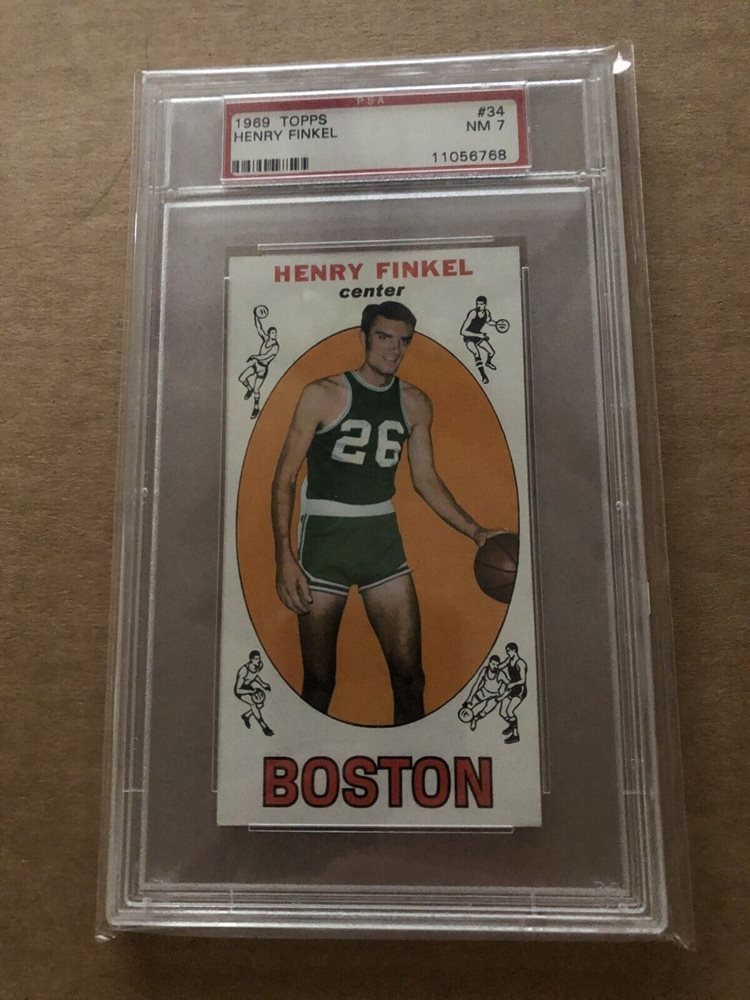 PSA
1969 TOPPS #34
HENRY FINKEL NM 7
11056768
HENRY FINKEL
center
26
BOSTON